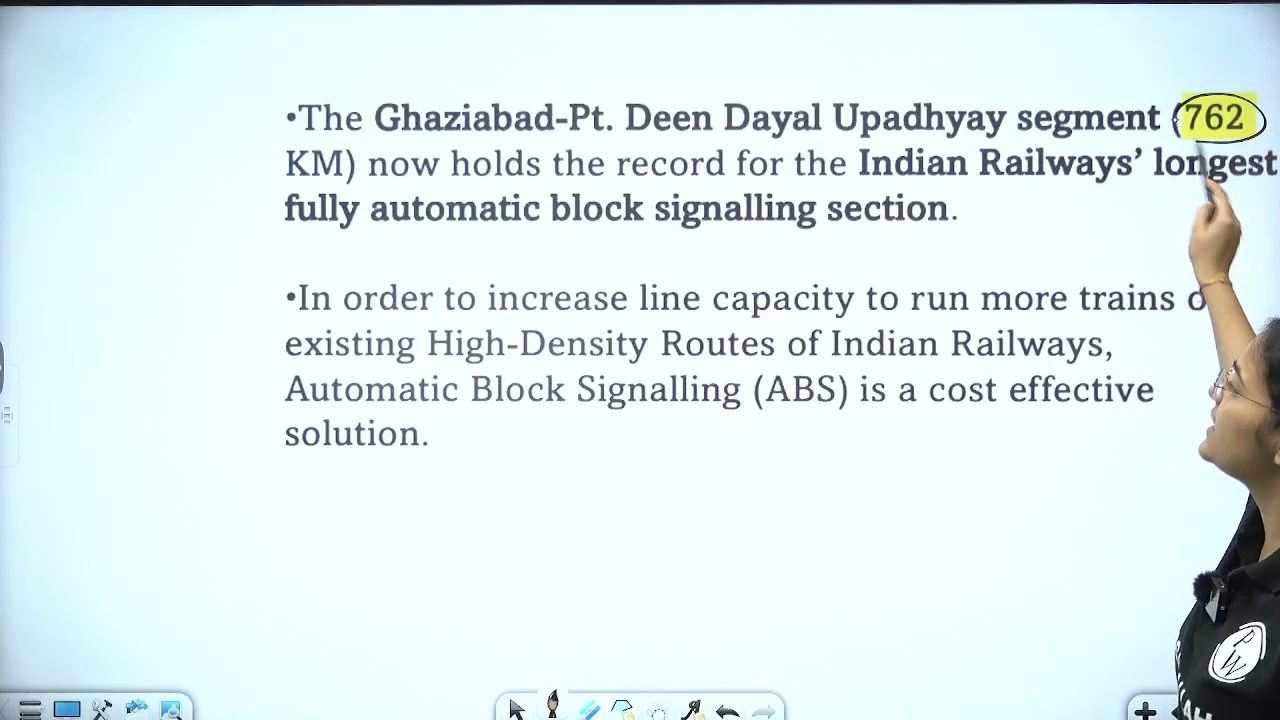 •The Ghaziabad-Pt. Deen Dayal Upadhyay segment (762
KM) now holds the record for the Indian Railways’ longest
fully automatic block signalling section.
•In order to increase line capacity to run more trains o
existing High-Density Routes of Indian Railways,
Automatic Block Signalling (ABS) is a cost effective
solution.
PW